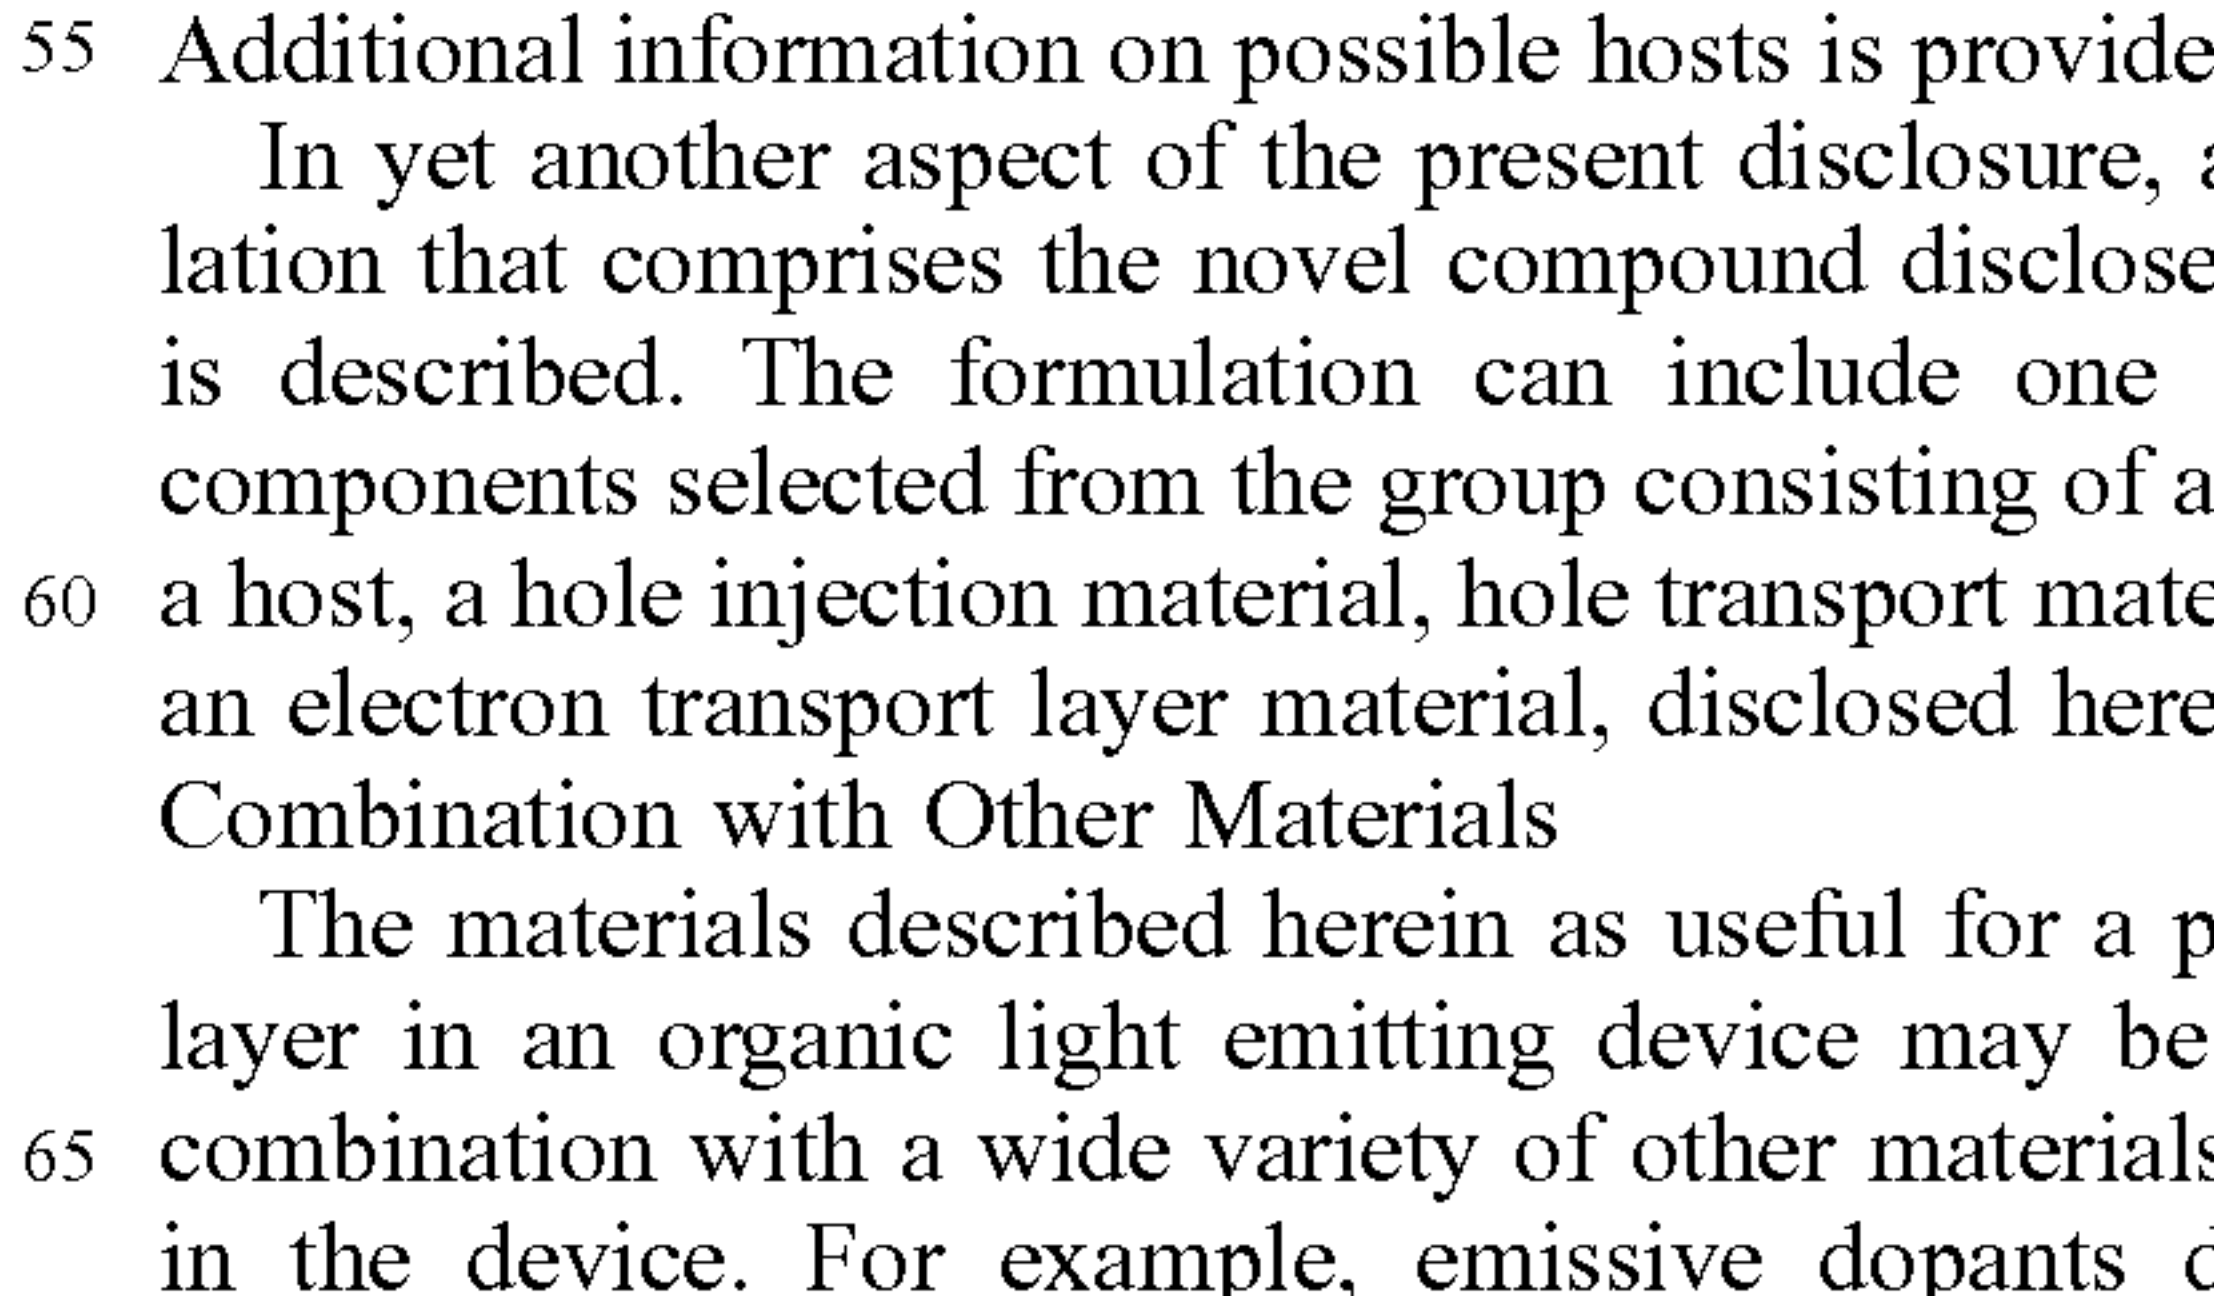 55 Additional information on possible hosts is provide
In yet another aspect of the present disclosure, a
lation that comprises the novel compound disclose
is described. The formulation can include one
components selected from the group consisting of a
60 a host, a hole injection material, hole transport mate
an electron transport layer material, disclosed here
Combination with Other Materials
The materials described herein as useful for a p
layer in an organic light emitting device may be
65 combination with a wide variety of other materials
in the device. For example, emissive dopants d